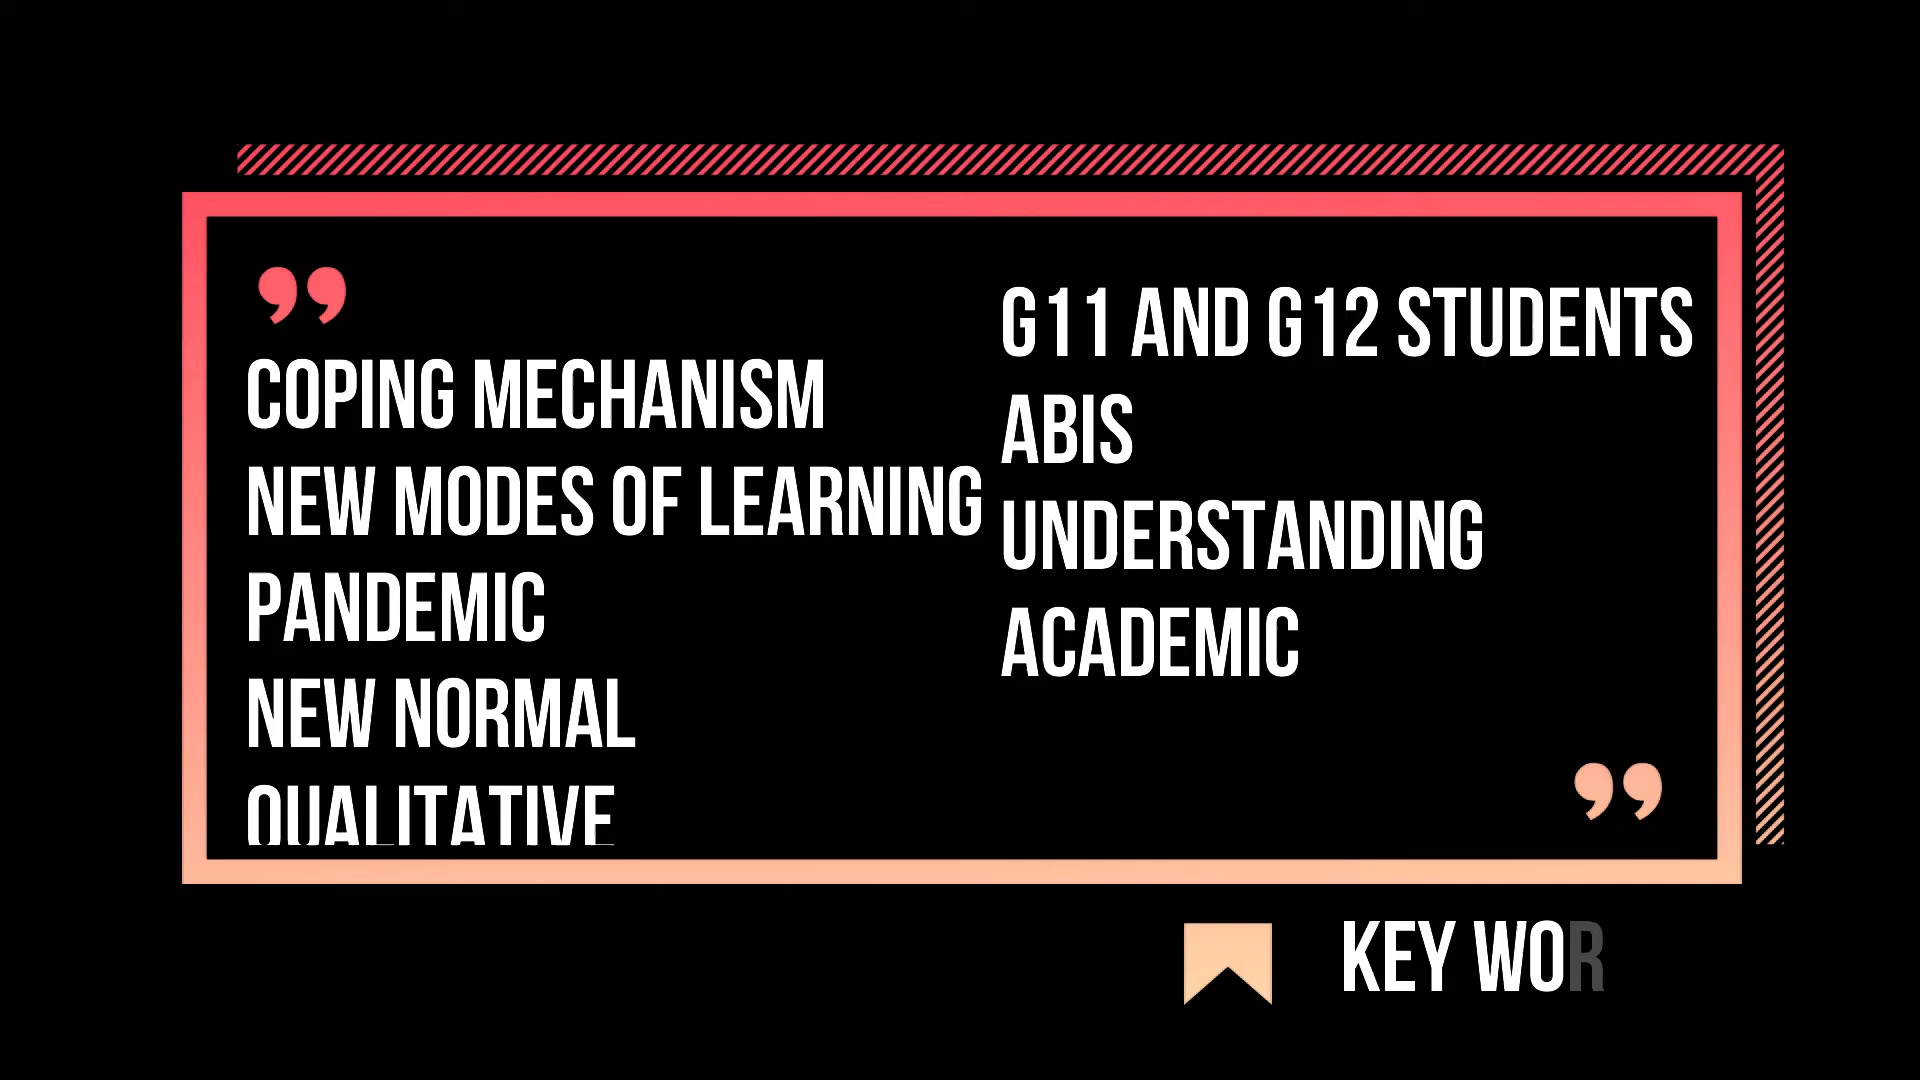 COPING MECHANISM
NEW MODES OF LEARNING
PANDEMIC
NEW NORMAL
QUALITATIVE
G11 AND G12 STUDENTS
ABIS
UNDERSTANDING
ACADEMIC
KEY WOR